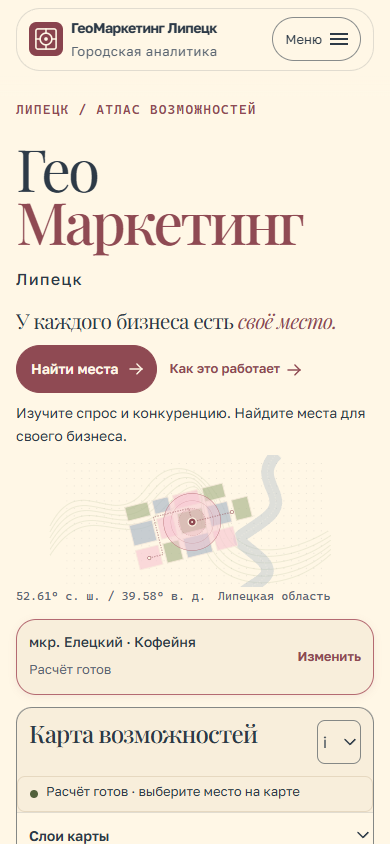 ГеоМаркетинг Липецк
Городская аналитика
Меню
ЛИПЕЦК / АТЛАС ВОЗМОЖНОСТЕЙ
Гео
Маркетинг
Липецк
У каждого бизнеса есть своё место.
Найти места →
Как это работает →
Изучите спрос и конкуренцию. Найдите места для
своего бизнеса.
52.61° с. ш. / 39.58° в. д. Липецкая область
мкр. Елецкий · Кофейня
Расчёт готов
Изменить
Карта возможностей
i
Расчёт готов · выберите место на карте
Слои карты